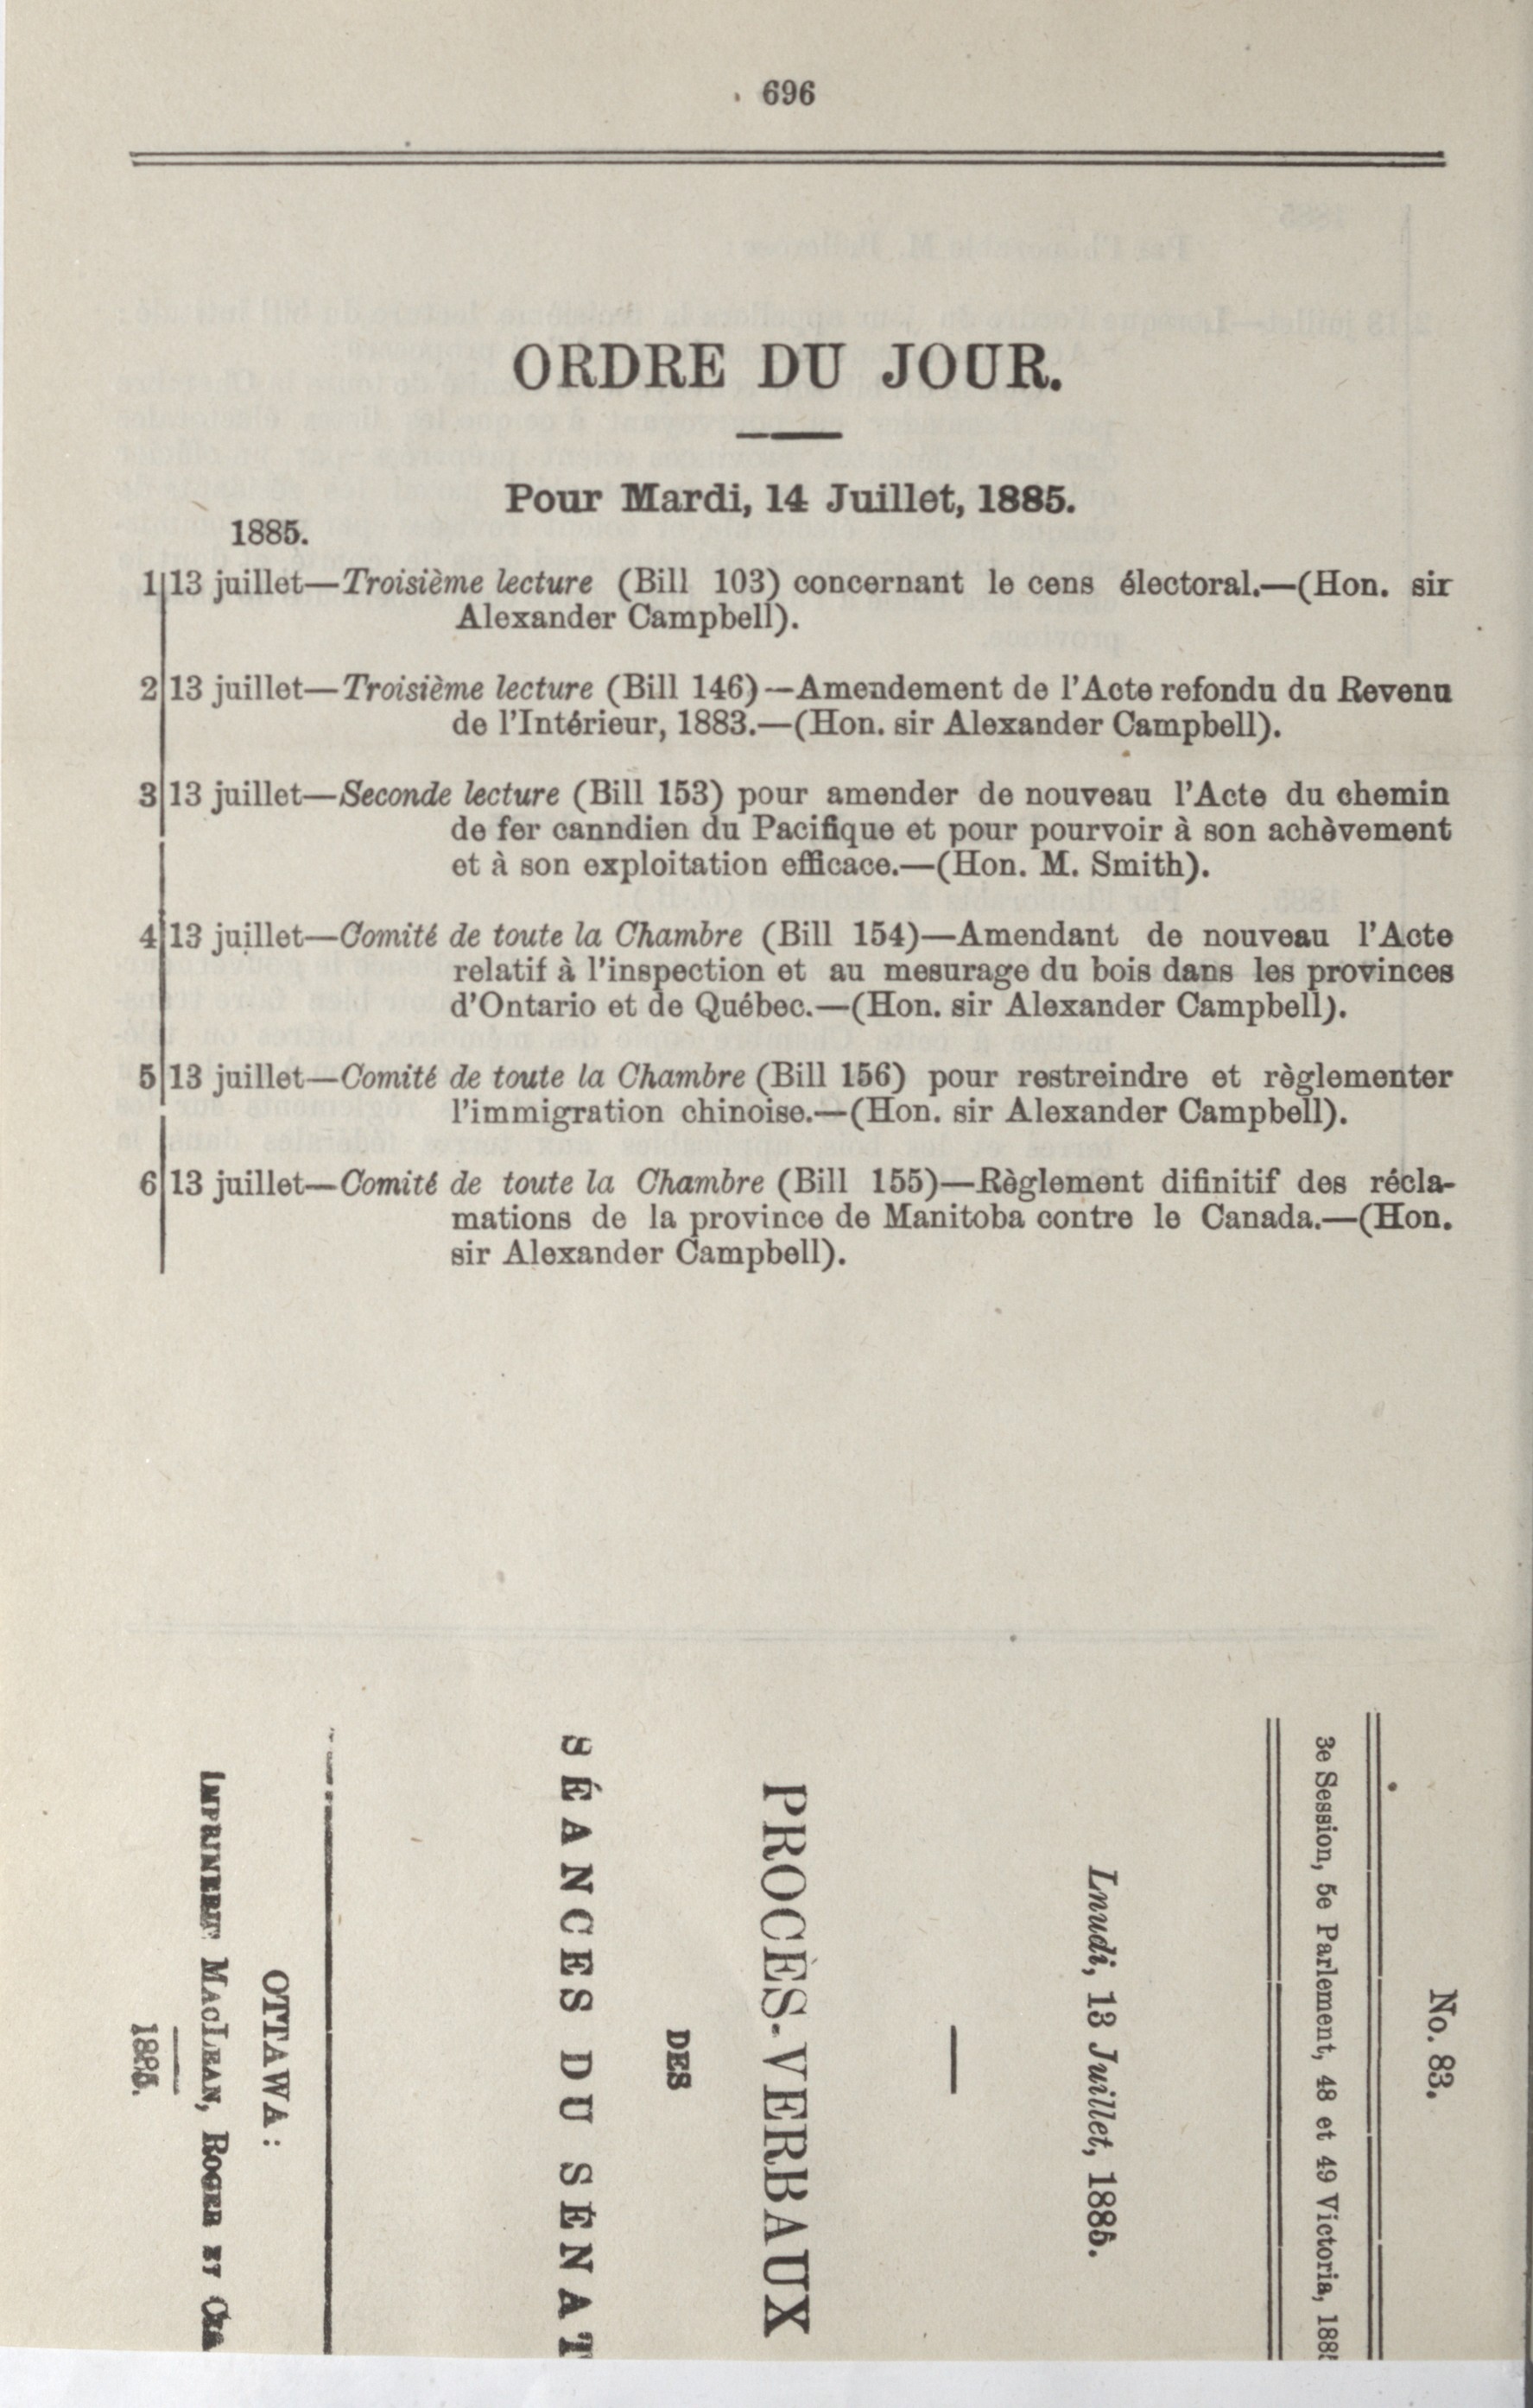 696
ORDRE DU JOUR.
Pour Mardi, 14 Juillet, 1885.
1885.
1 13 juillet—Troisième lecture (Bill 103) concernant le cens électoral.—(Hon. sir
Alexander Campbell).
2 13 juillet—Troisième lecture (Bill 146)—Amendement de l'Acte refondu du Revenu
de l'Intérieur, 1883.—(Hon. sir Alexander Campbell).
3 13 juillet—Seconde lecture (Bill 153) pour amender de nouveau l'Acte du chemin
de fer canndien du Pacifique et pour pourvoir à son achèvement
et à son exploitation efficace.—(Hon. M. Smith).
4 13 juillet—Comité de toute la Chambre (Bill 154)—Amendant de nouveau l'Acte
relatif à l'inspection et au mesurage du bois dans les provinces
d'Ontario et de Québec.—(Hon. sir Alexander Campbell).
5 13 juillet—Comité de toute la Chambre (Bill 156) pour restreindre et règlementer
l'immigration chinoise.—(Hon. sir Alexander Campbell).
6 13 juillet—Comité de toute la Chambre (Bill 155)—Règlement difinitif des récla-
mations de la province de Manitoba contre le Canada.—(Hon.
sir Alexander Campbell).
No. 83.
3e Session, 5e Parlement, 48 et 49 Victoria, 188
Lnudi, 13 Juillet, 1885.
PROCÈS-VERBAUX
DES
SÉANCES DU SÉNAT
OTTAWA:
IMPRIMERIE MACLEAN, ROGER ET CIE
1885.